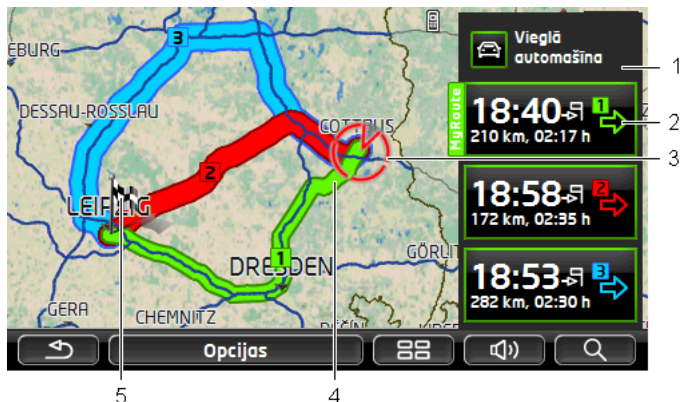 EBURG
3
DESSAU-ROSSLAU
COTTBUS
2
LEIPZIG
1
DRESDEN
GÖRLIT
GERA
CHEMNITZ
Vieglā
automašīna
MyRoute
18:40
1
210 km, 02:17 h
18:58
2
172 km, 02:35 h
18:53
3
282 km, 02:30 h
Opcijas
1
2
3
4
5